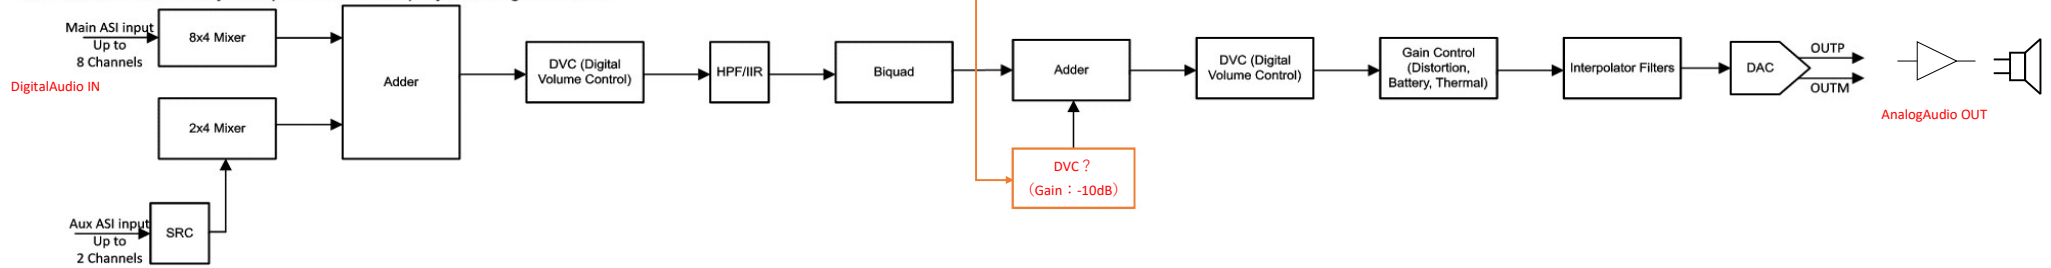 Main ASI input
Up to
8 Channels
DigitalAudio IN
8x4 Mixer
2x4 Mixer
Aux ASI input
Up to
2 Channels
SRC
Adder
DVC (Digital
Volume Control)
HPF/IIR
Biquad
Adder
DVC？
（Gain：-10dB）
DVC (Digital
Volume Control)
Gain Control
(Distortion,
Battery, Thermal)
Interpolator Filters
DAC
OUTP
OUTM
AnalogAudio OUT